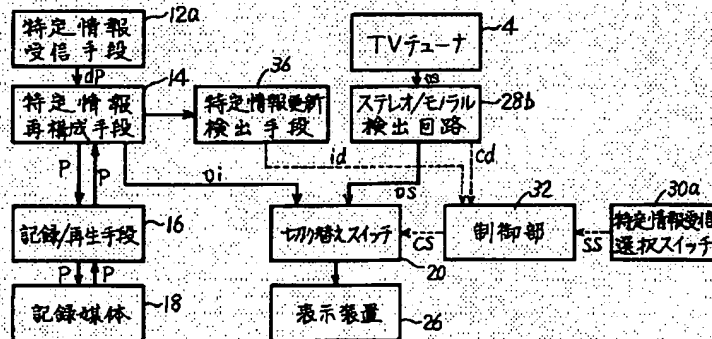 特定情報
受信手段
12a
dP
特定情報
再構成手段
14
特定情報更新
検出手段
36
TVチューナ
4
os
ステレオ/モノラル
検出回路
28b
P
P
oi
id
os
cd
記録/再生手段
16
切り替えスイッチ
20
cs
制御部
32
ss
特定情報受信
選択スイッチ
30a
P
P
記録媒体
18
表示装置
26